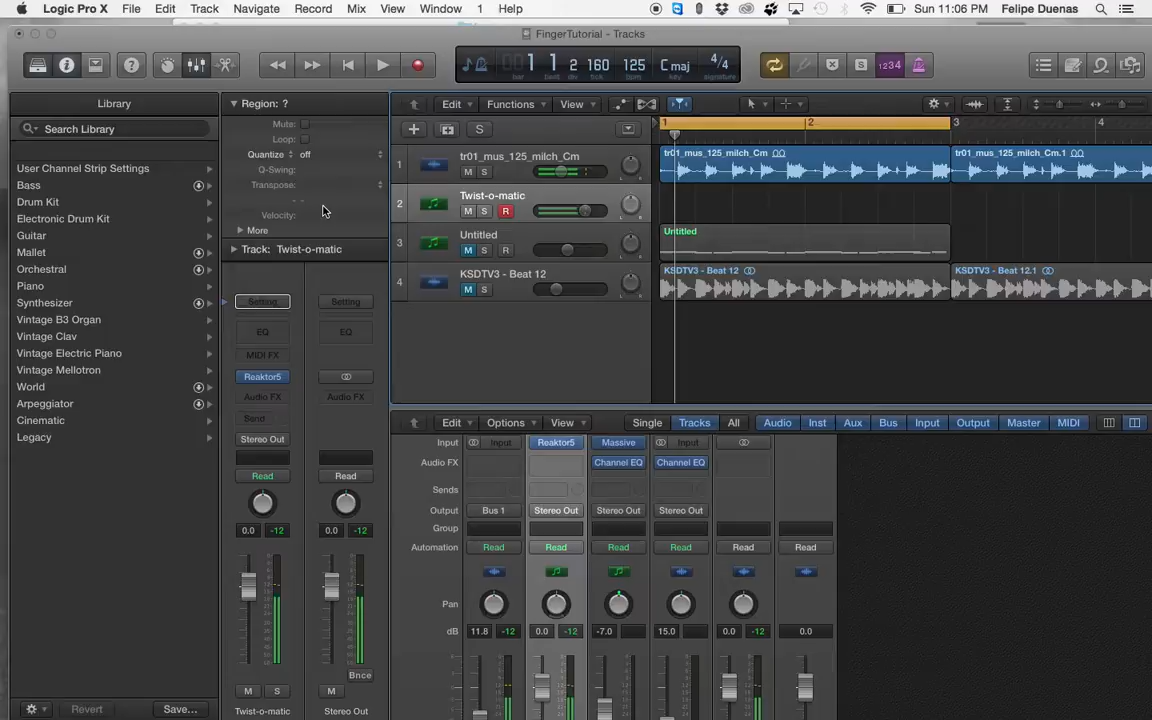 Logic Pro X File Edit Track Navigate Record Mix View Window 1 Help Sun 11:06 PM Felipe Duenas
FingerTutorial - Tracks
1 1 2 160 125 C maj 4/4
bar key signature
1234
Library
Search Library
User Channel Strip Settings
Bass
Drum Kit
Electronic Drum Kit
Guitar
Mallet
Orchestral
Piano
Synthesizer
Vintage B3 Organ
Vintage Clav
Vintage Electric Piano
Vintage Mellotron
World
Arpeggiator
Cinematic
Legacy
Revert Save...
Region: ?
Mute:
Loop:
Quantize off
Q-Swing:
Transpose:
Velocity:
More
Track: Twist-o-matic
Setting Setting
EQ EQ
MIDI FX
Reaktor5
Audio FX Audio FX
Send
Stereo Out
Read Read
0.0 -12 0.0 -12
Bnce
M S M
Twist-o-matic Stereo Out
Edit Functions View
S
1 2 3 4
1 tr01_mus_125_milch_Cm
M S
tr01_mus_125_milch_Cm tr01_mus_125_milch_Cm.1
2 Twist-o-matic
M S R
3 Untitled
M S R
Untitled
4 KSDTV3 - Beat 12
M S
KSDTV3 - Beat 12 KSDTV3 - Beat 12.1
Edit Options View Single Tracks All Audio Inst Aux Bus Input Output Master MIDI
Input Input Reaktor5 Massive Input
Audio FX Channel EQ Channel EQ
Sends
Output Bus 1 Stereo Out Stereo Out Stereo Out
Group
Automation Read Read Read Read Read Read
Pan
dB 11.8 -12 0.0 -12 -7.0 15.0 0.0 -12 0.0